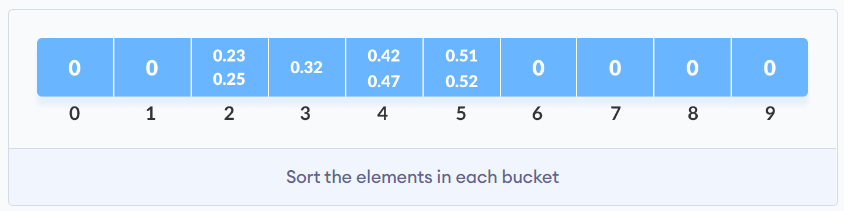 0 0 0.23 0.32 0.42 0.51 0 0 0 0
0.25 0.47 0.52
0 1 2 3 4 5 6 7 8 9
Sort the elements in each bucket